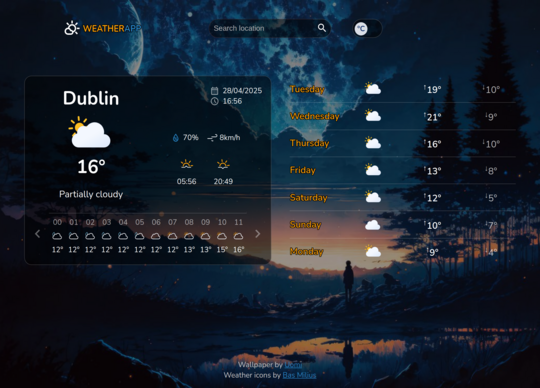 WEATHERAPP
Search location
°C
Dublin
28/04/2025
16:56
70%
8km/h
16°
05:56
20:49
Partially cloudy
00 01 02 03 04 05 06 07 08 09 10 11
12° 12° 12° 12° 12° 12° 12° 12° 13° 13° 15° 16°
Tuesday ↑19° ↓10°
Wednesday ↑21° ↓9°
Thursday ↑16° ↓10°
Friday ↑13° ↓8°
Saturday ↑12° ↓5°
Sunday ↑10° ↓7°
Monday ↑9° ↓4°
Wallpaper by
Weather icons by Bas Milius